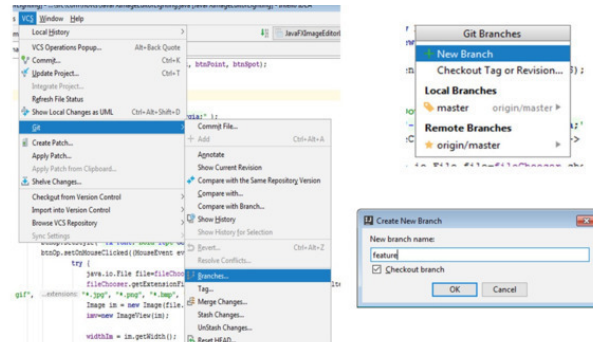 VCS Window Help
Local History
VCS Operations Popup... Alt+Back Quote
Commit... Ctrl+K
Update Project... Ctrl+T
Integrate Project...
Refresh File Status
Show Local Changes as UML Ctrl+Alt+Shift+D
Git
Create Patch...
Apply Patch...
Apply Patch from Clipboard...
Shelve Changes...
Checkout from Version Control
Import into Version Control
Browse VCS Repository
Sync Settings
Commit File...
+ Add Ctrl+Alt+A
Annotate
Show Current Revision
Compare with the Same Repository Version
Compare with...
Compare with Branch...
Show History
Show History for Selection
Revert... Ctrl+Alt+Z
Resolve Conflicts...
Branches...
Tag...
Merge Changes...
Stash Changes...
UnStash Changes...
Reset HEAD...
, btnPoint, btnSpot);
btnOp.setOnMouseClicked((MouseEvent ev
try {
java.io.File file=fileChoo
fileChooser.getExtensionFi
gif", ...extensions: "*.jpg", "*.png", "*.bmp",
Image im = new Image(file.
imv=new ImageView(im);
widthIm = im.getWidth();
Git Branches
+ New Branch
Checkout Tag or Revision...
Local Branches
master origin/master
Remote Branches
origin/master
Create New Branch
New branch name:
feature
Checkout branch
OK Cancel